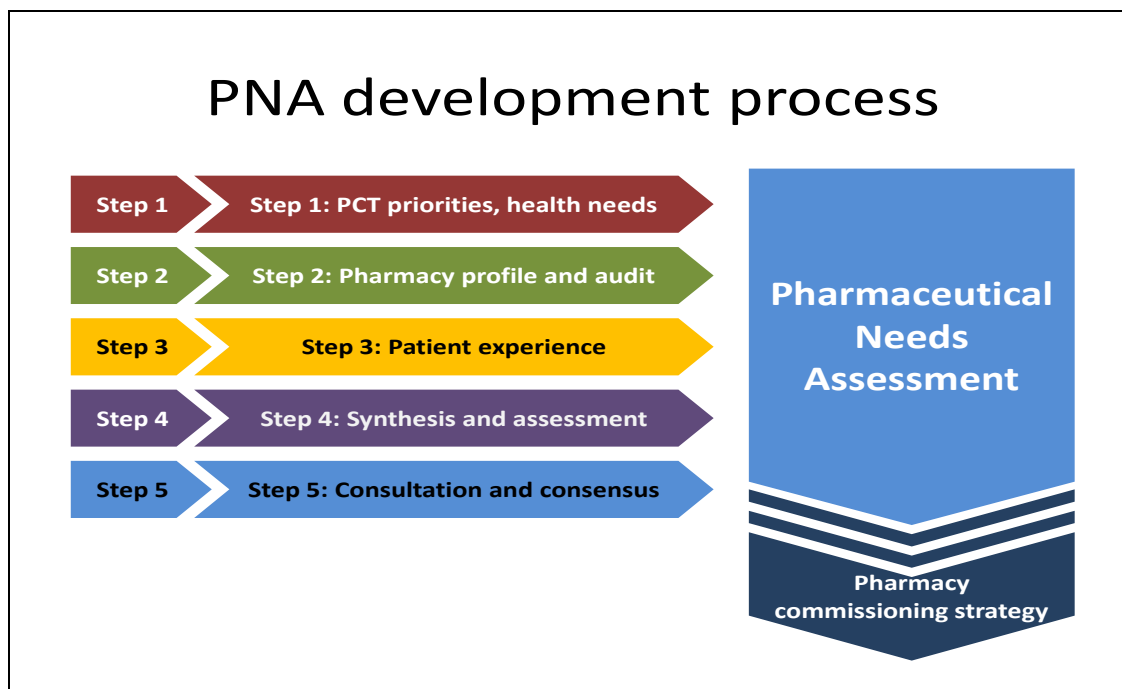 PNA development process
Step 1
Step 1: PCT priorities, health needs
Step 2
Step 2: Pharmacy profile and audit
Step 3
Step 3: Patient experience
Step 4
Step 4: Synthesis and assessment
Step 5
Step 5: Consultation and consensus
Pharmaceutical
Needs
Assessment
Pharmacy
commissioning strategy